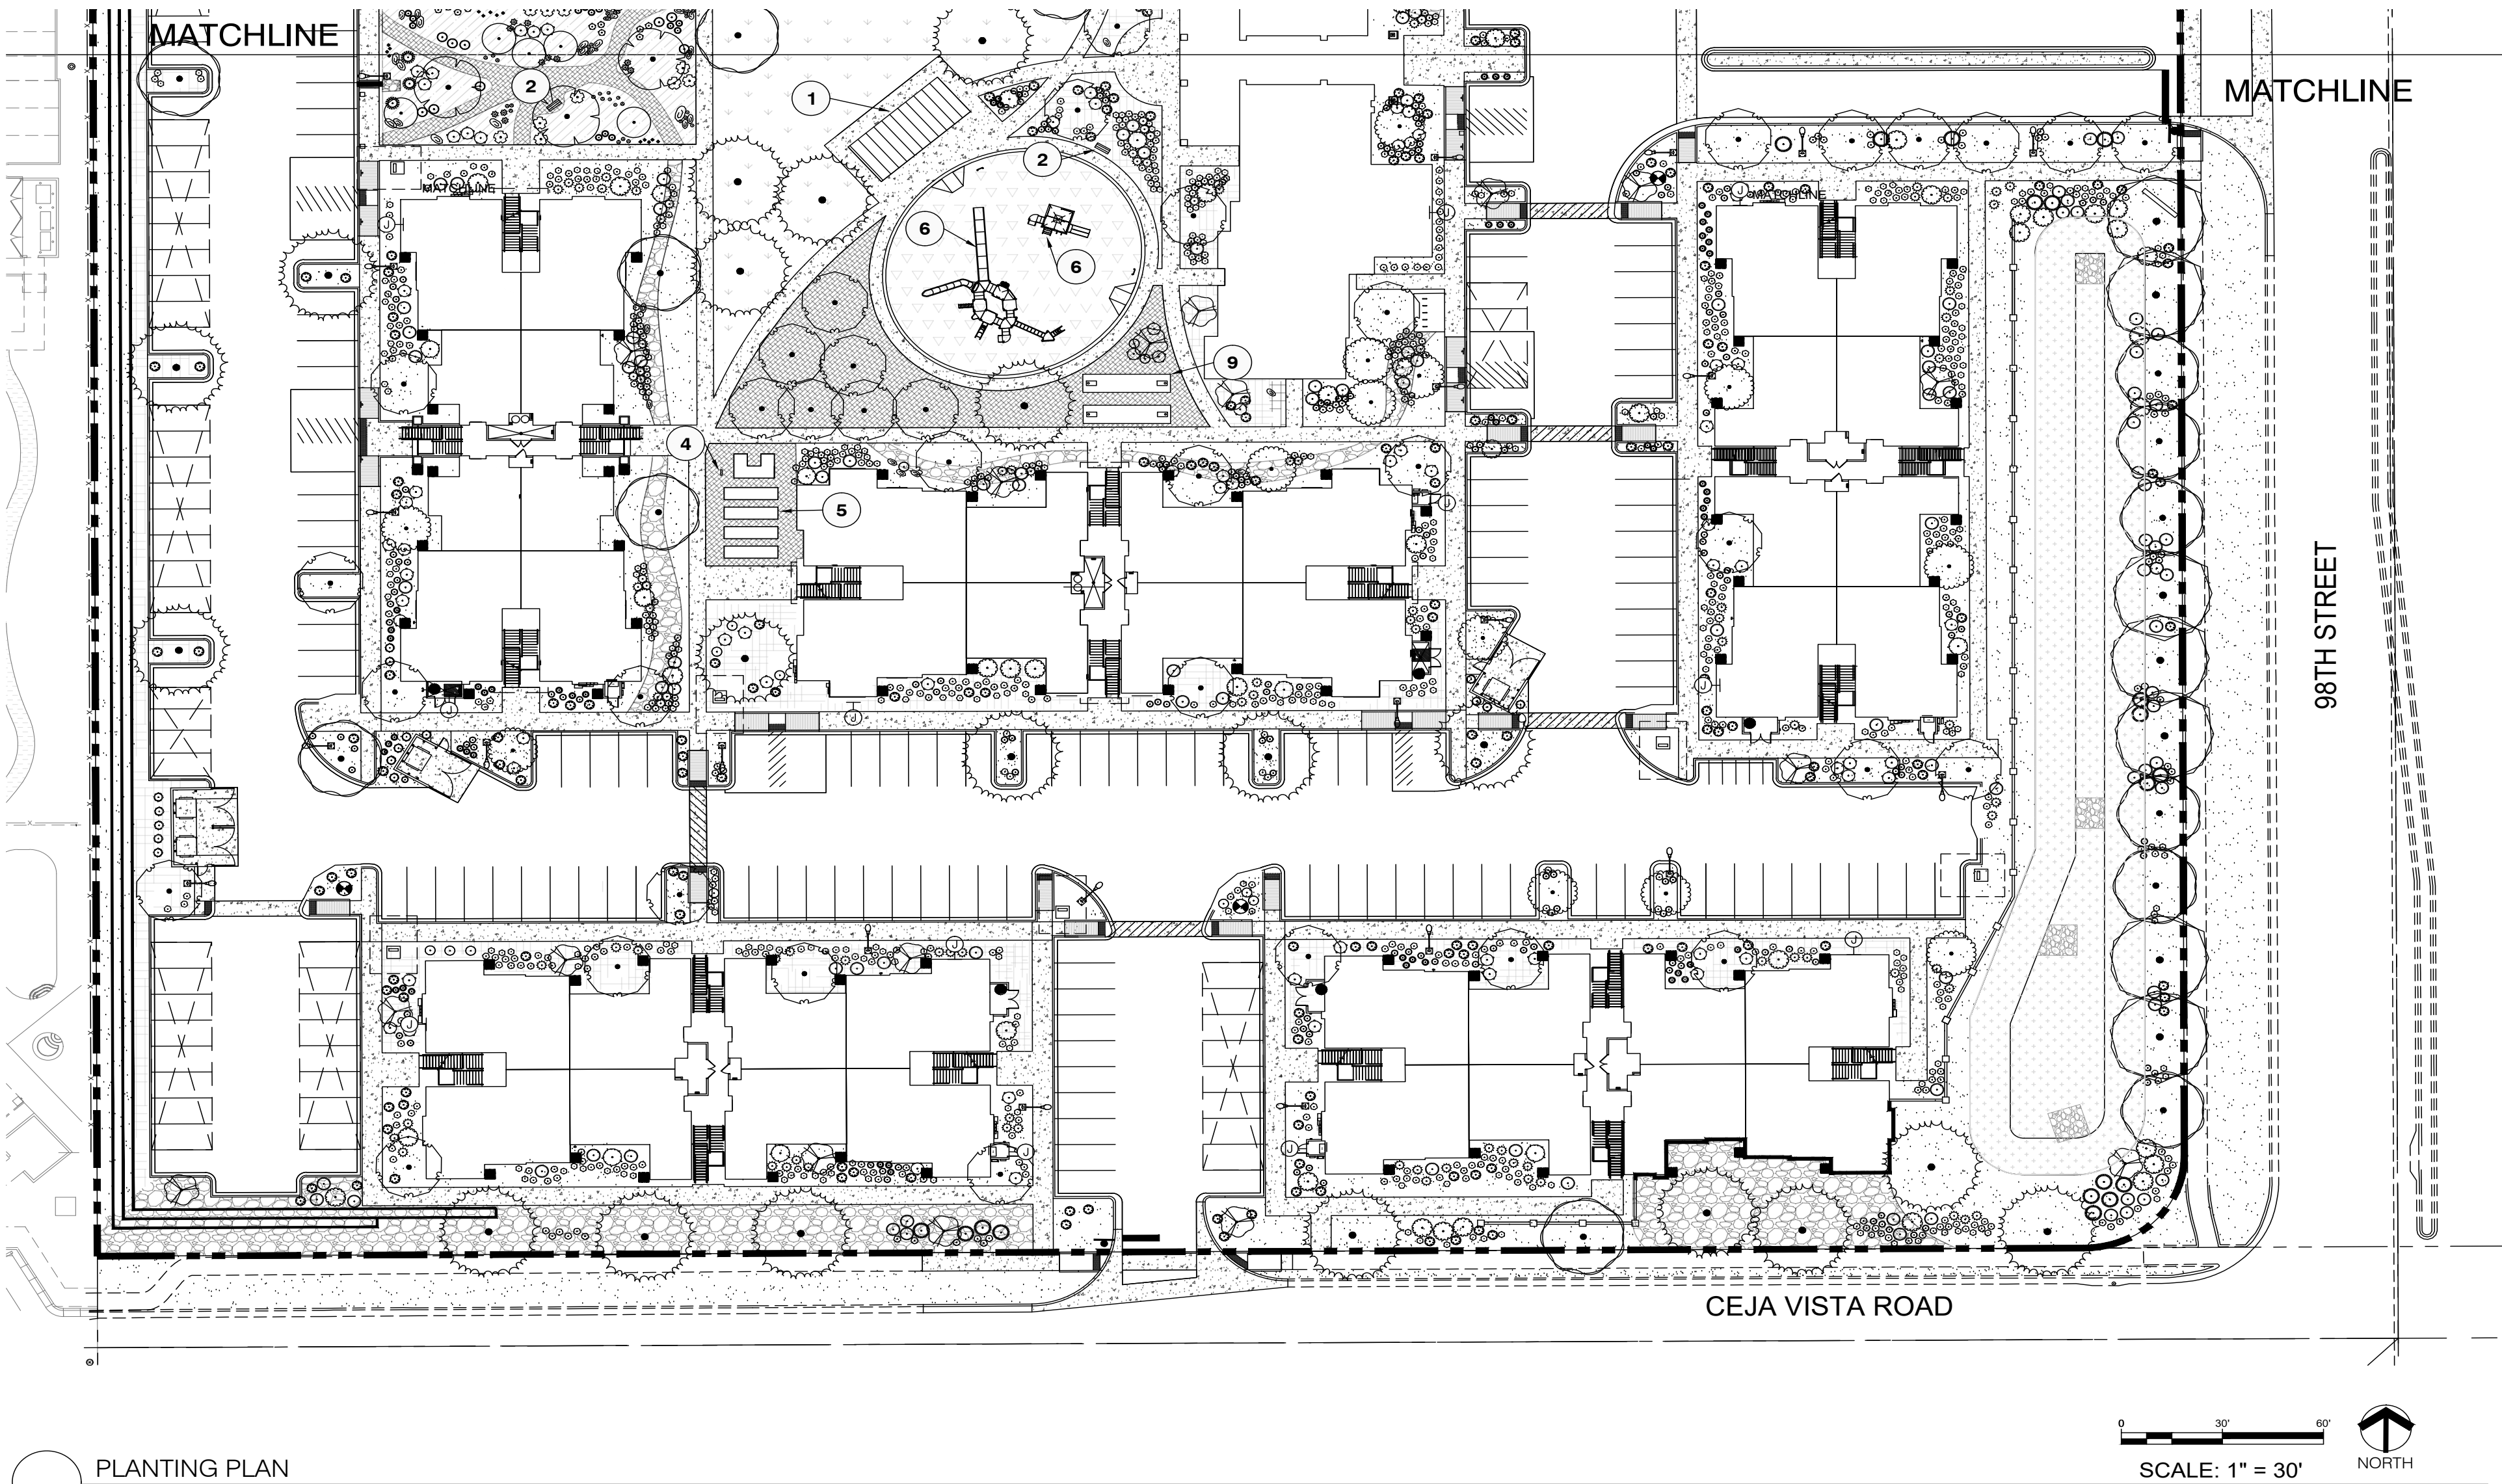 MATCHLINE
MATCHLINE
2
1
2
MATCHLINE
MATCHLINE
6
6
9
4
5
J
J
J
J
J
J
J
J
J
J
J
J
J
98TH STREET
CEJA VISTA ROAD
0 30' 60'
SCALE: 1" = 30'
NORTH
PLANTING PLAN